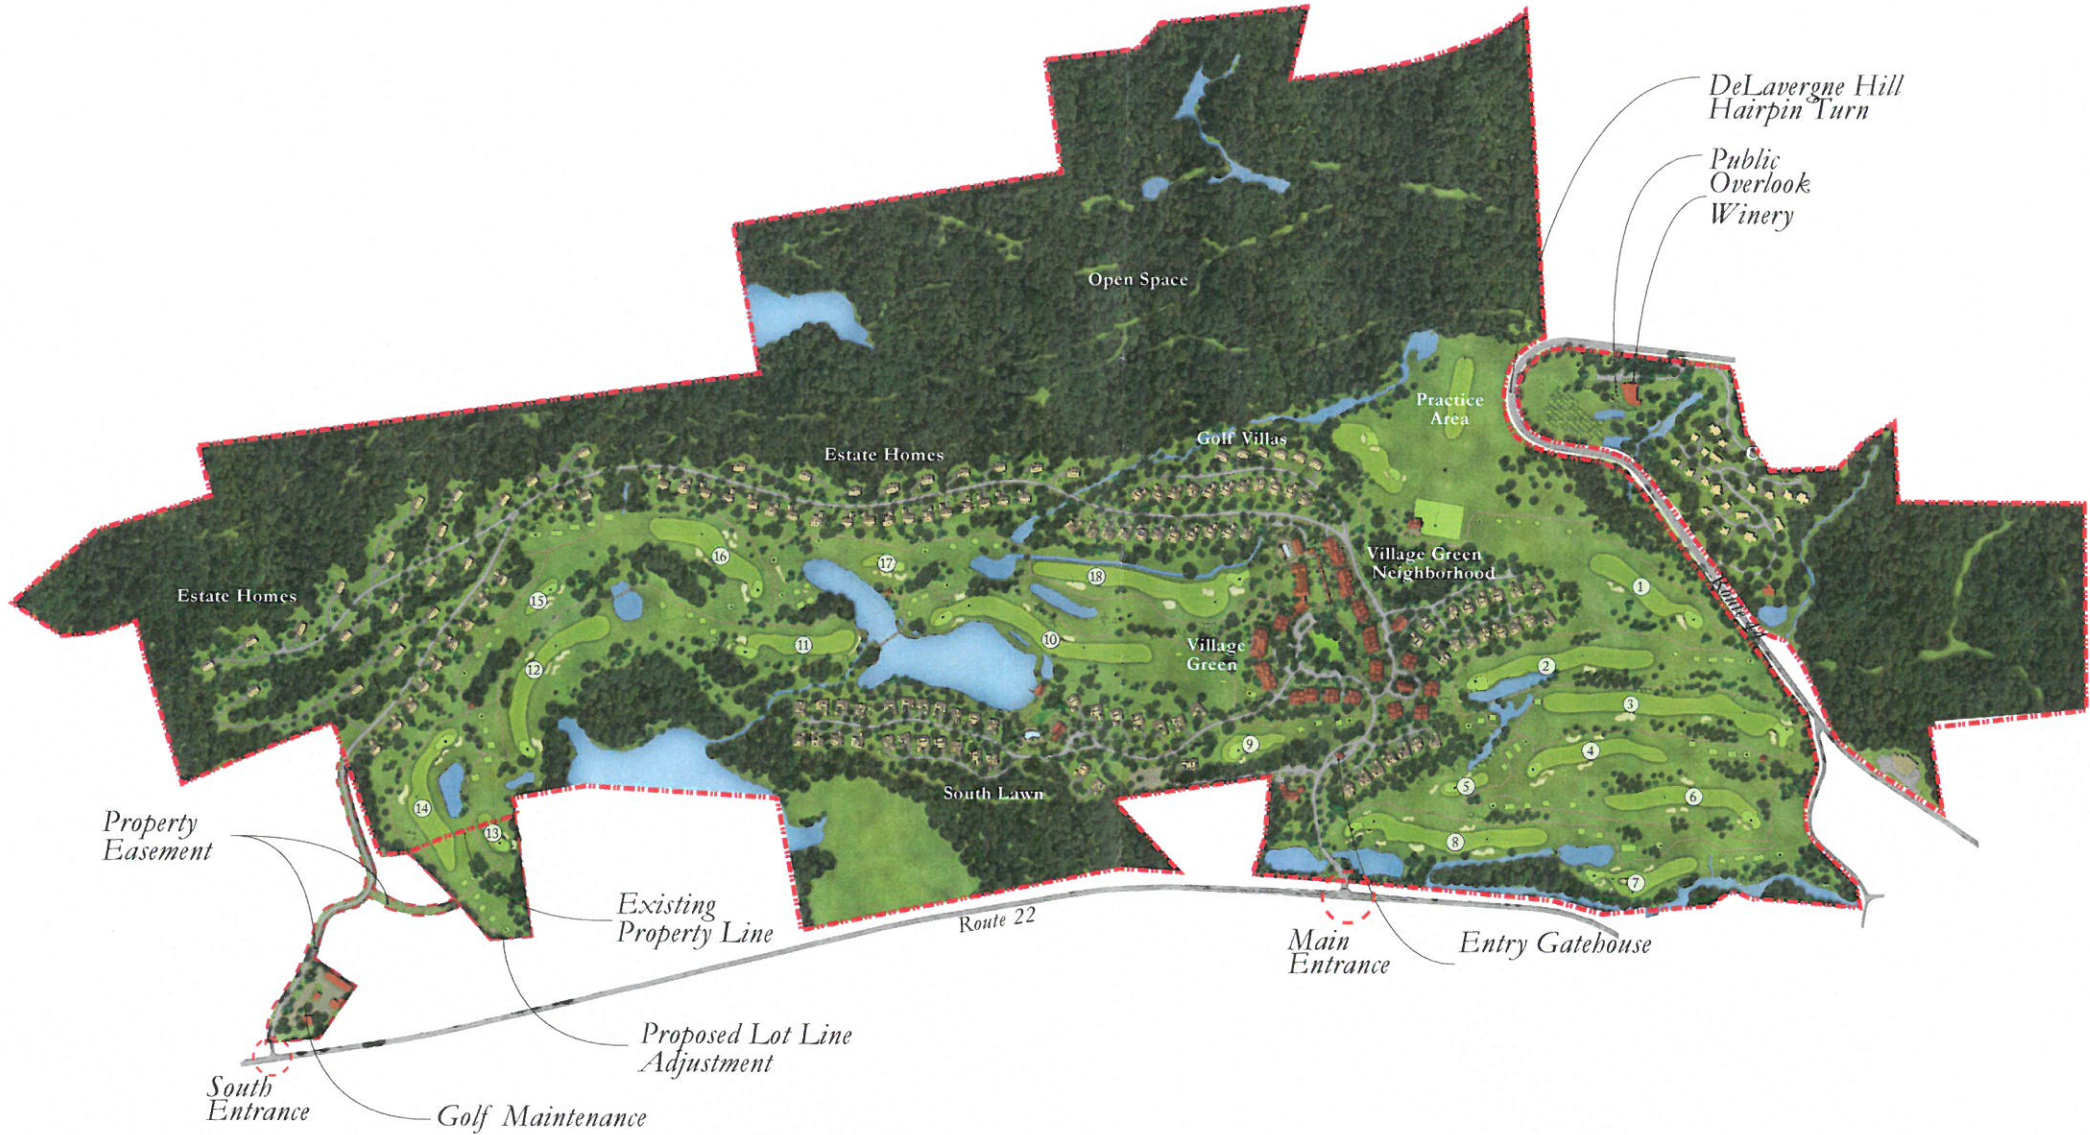 DeLavergne Hill
Hairpin Turn
Public
Overlook
Winery
Open Space
Practice
Area
Golf Villas
Estate Homes
Estate Homes
Village Green
Neighborhood
Village
Green
South Lawn
16
17
18
15
12
11
10
14
13
9
1
2
3
4
5
6
8
7
Property
Easement
Existing
Property Line
Route 22
Main
Entrance
Entry Gatehouse
Proposed Lot Line
Adjustment
South
Entrance
Golf Maintenance